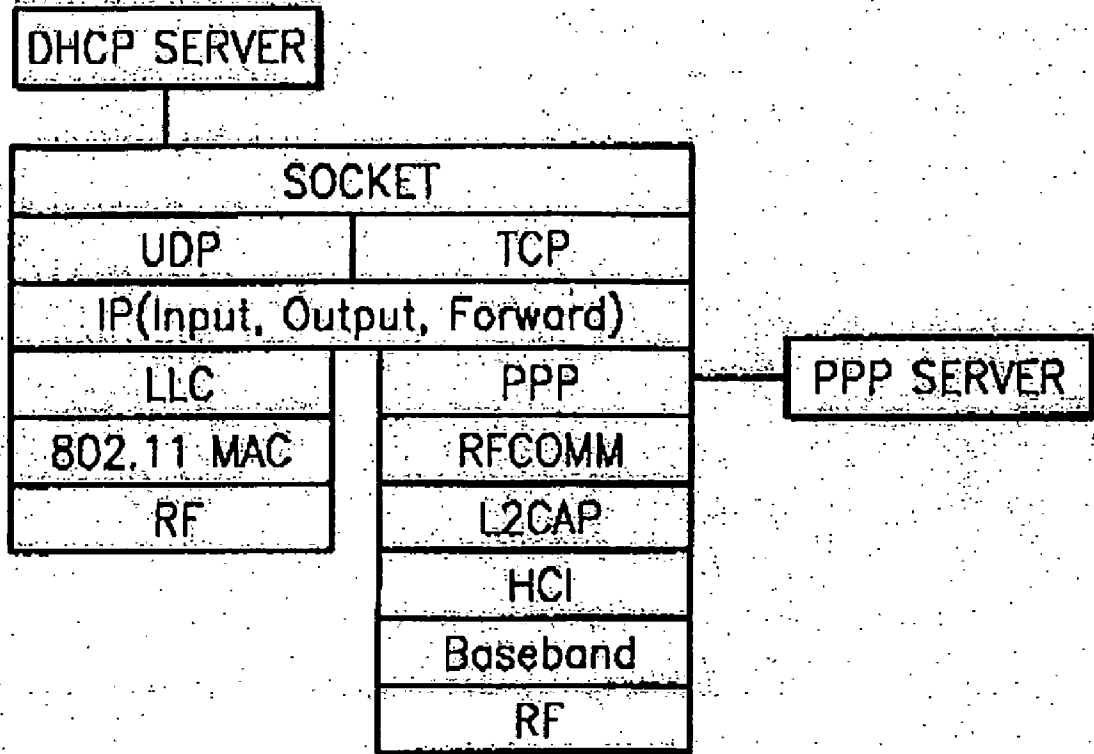 DHCP SERVER
SOCKET
UDP
TCP
IP(Input, Output, Forward)
LLC
PPP
PPP SERVER
802.11 MAC
RFCOMM
RF
L2CAP
HCI
Baseband
RF